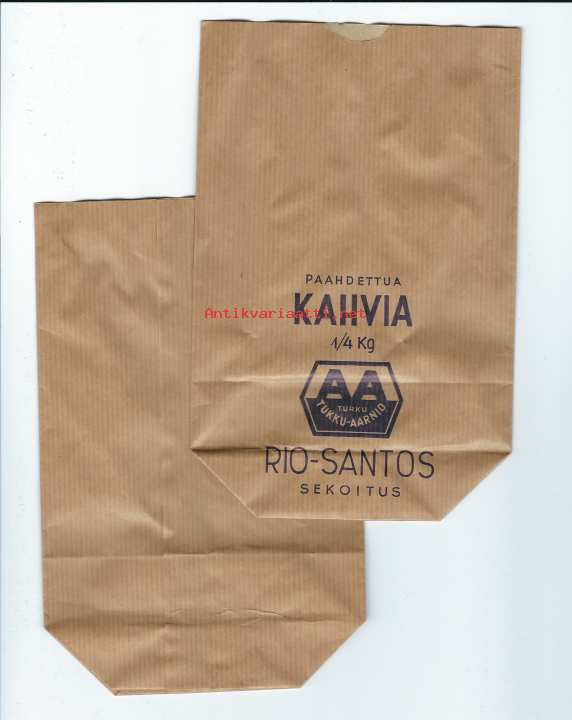 PAAHDETTUA
KAHVIA
Antikvariaatti.net
1/4 Kg
AA
TURKU
TUKKU-AARNIO
RIO-SANTOS
SEKOITUS